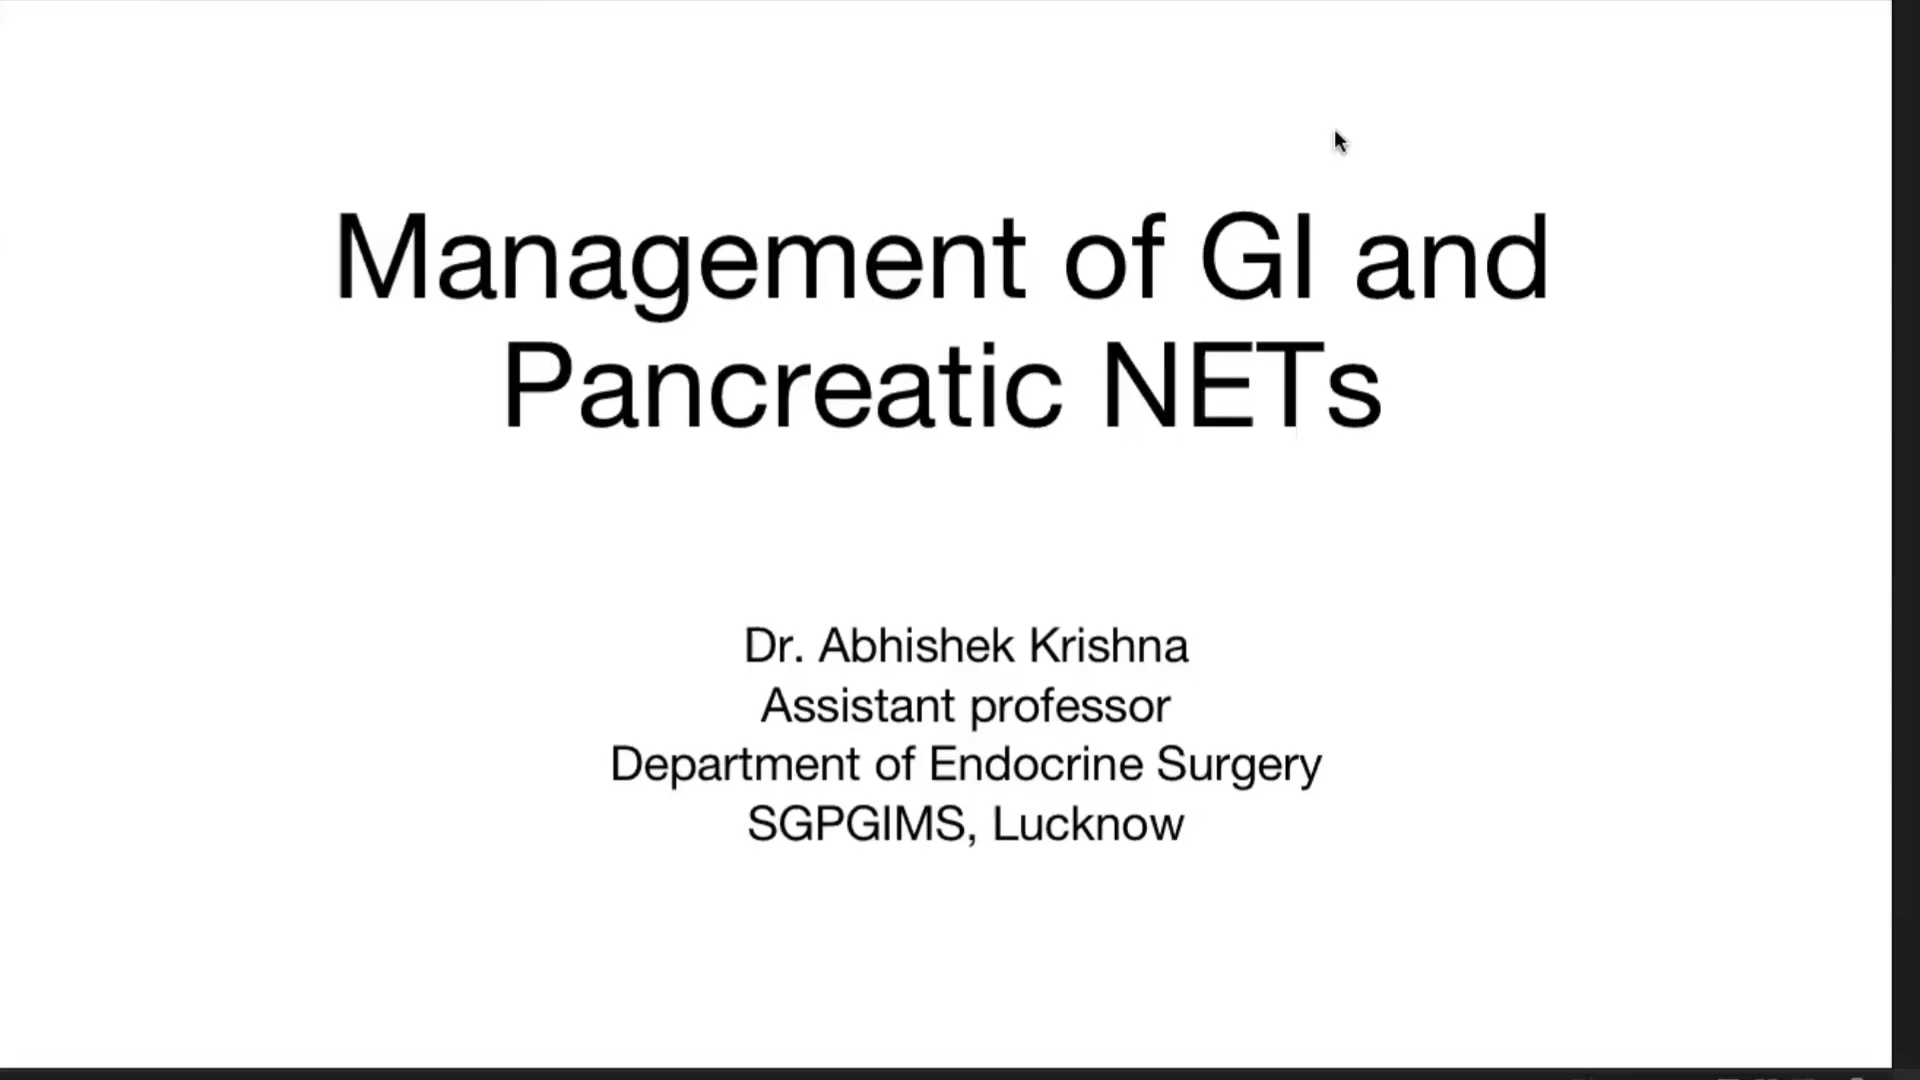 Management of GI and
Pancreatic NETs
Dr. Abhishek Krishna
Assistant professor
Department of Endocrine Surgery
SGPGIMS, Lucknow